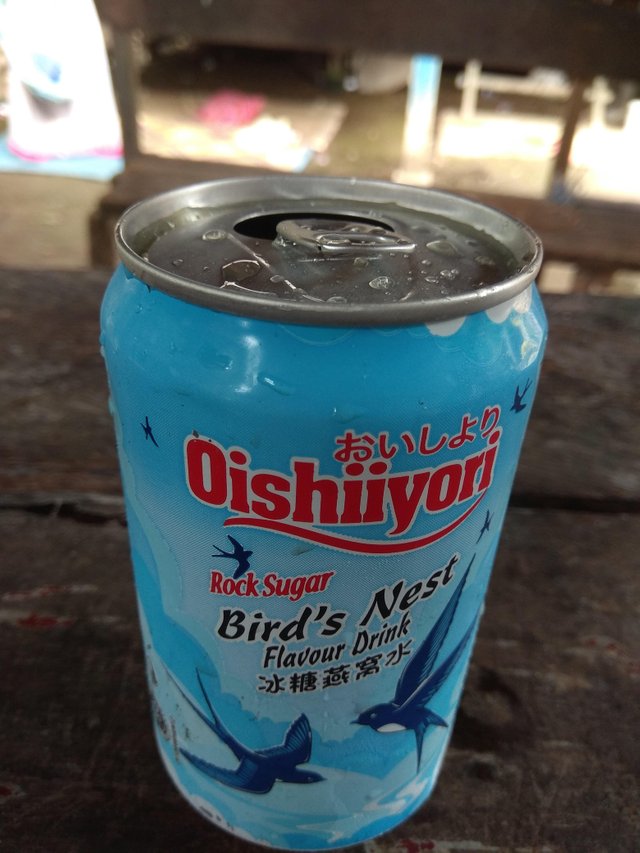 おいしより
Oishiiyori
Rock Sugar
Bird's Nest
Flavour Drink
冰糖燕窝水